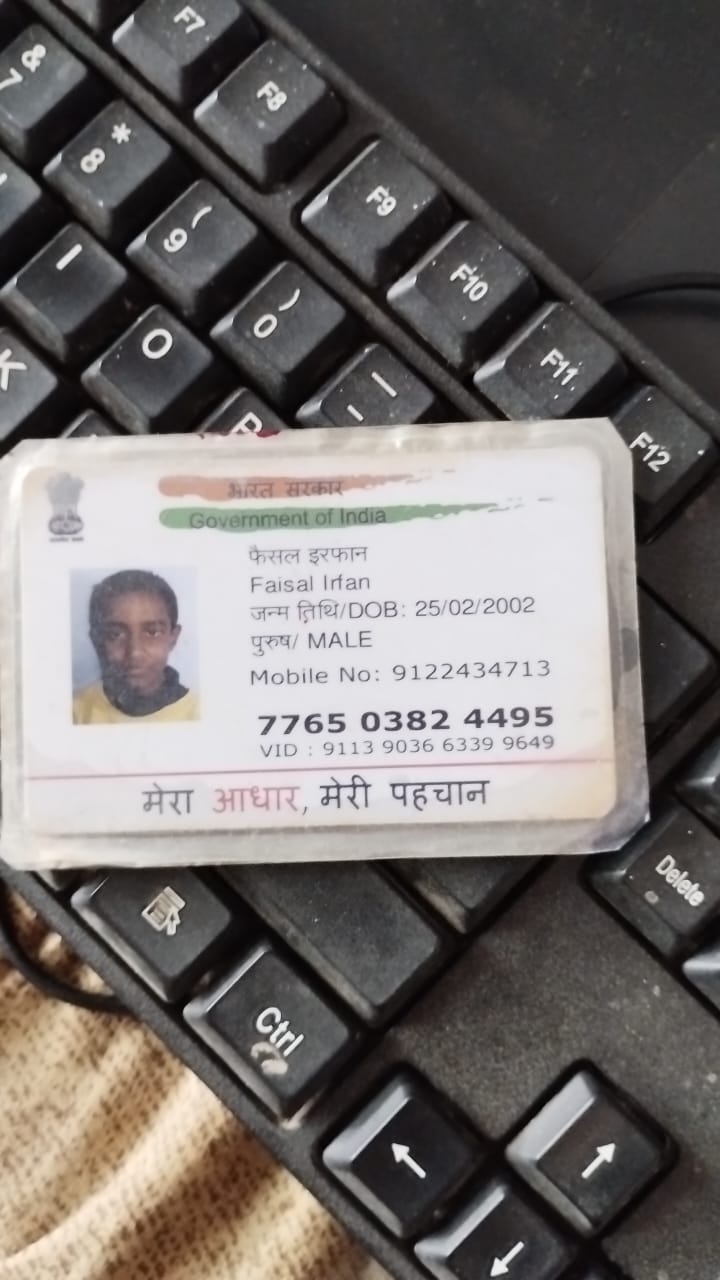 F7
&
7
F8
*
8
F9
(
9
F10
I
)
0
F11
O
K
—
-
F12
P
भारत सरकार
Government of India
फैसल इरफान
Faisal Irfan
जन्म तिथि/DOB: 25/02/2002
पुरुष/ MALE
Mobile No: 9122434713
7765 0382 4495
VID : 9113 9036 6339 9649
मेरा आधार, मेरी पहचान
Delete
Ctrl
←
↑
↓